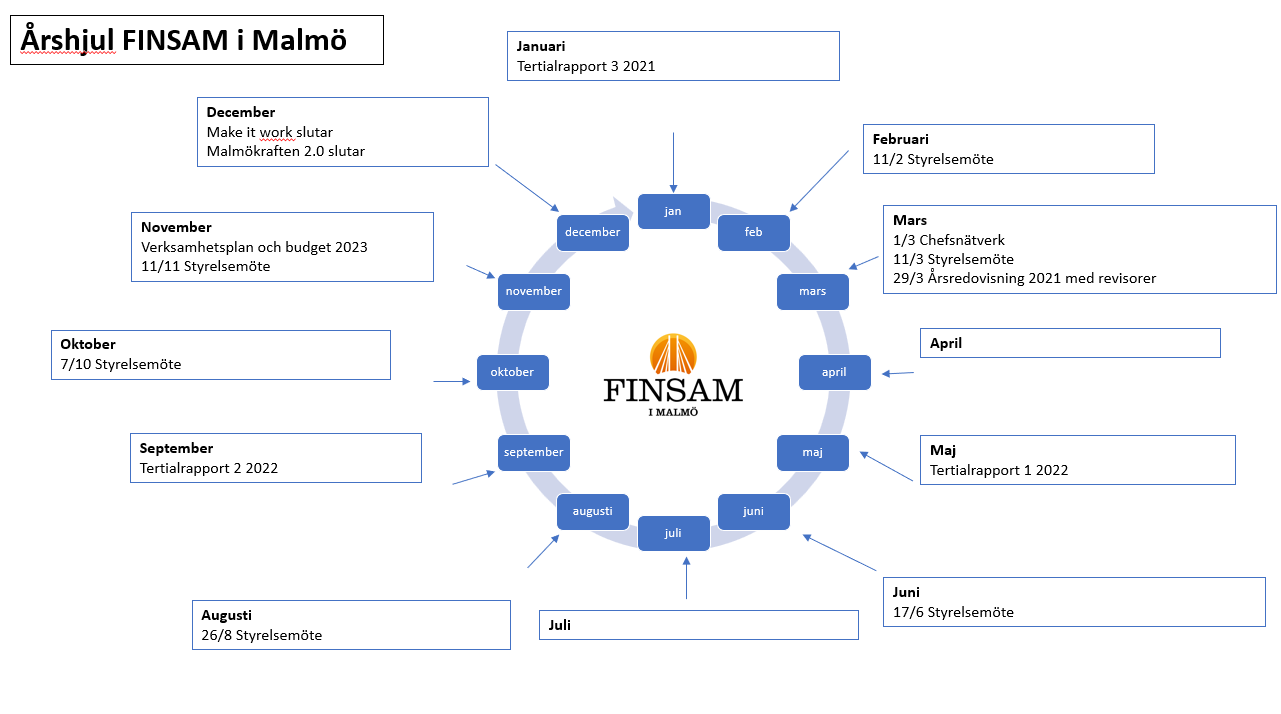 Årshjul FINSAM i Malmö
Januari
Tertialrapport 3 2021
Februari
11/2 Styrelsemöte
Mars
1/3 Chefsnätverk
11/3 Styrelsemöte
29/3 Årsredovisning 2021 med revisorer
April
Maj
Tertialrapport 1 2022
Juni
17/6 Styrelsemöte
Juli
Augusti
26/8 Styrelsemöte
September
Tertialrapport 2 2022
Oktober
7/10 Styrelsemöte
November
Verksamhetsplan och budget 2023
11/11 Styrelsemöte
December
Make it work slutar
Malmökraften 2.0 slutar
jan
feb
mars
april
maj
juni
juli
augusti
september
oktober
november
december
FINSAM
I MALMÖ